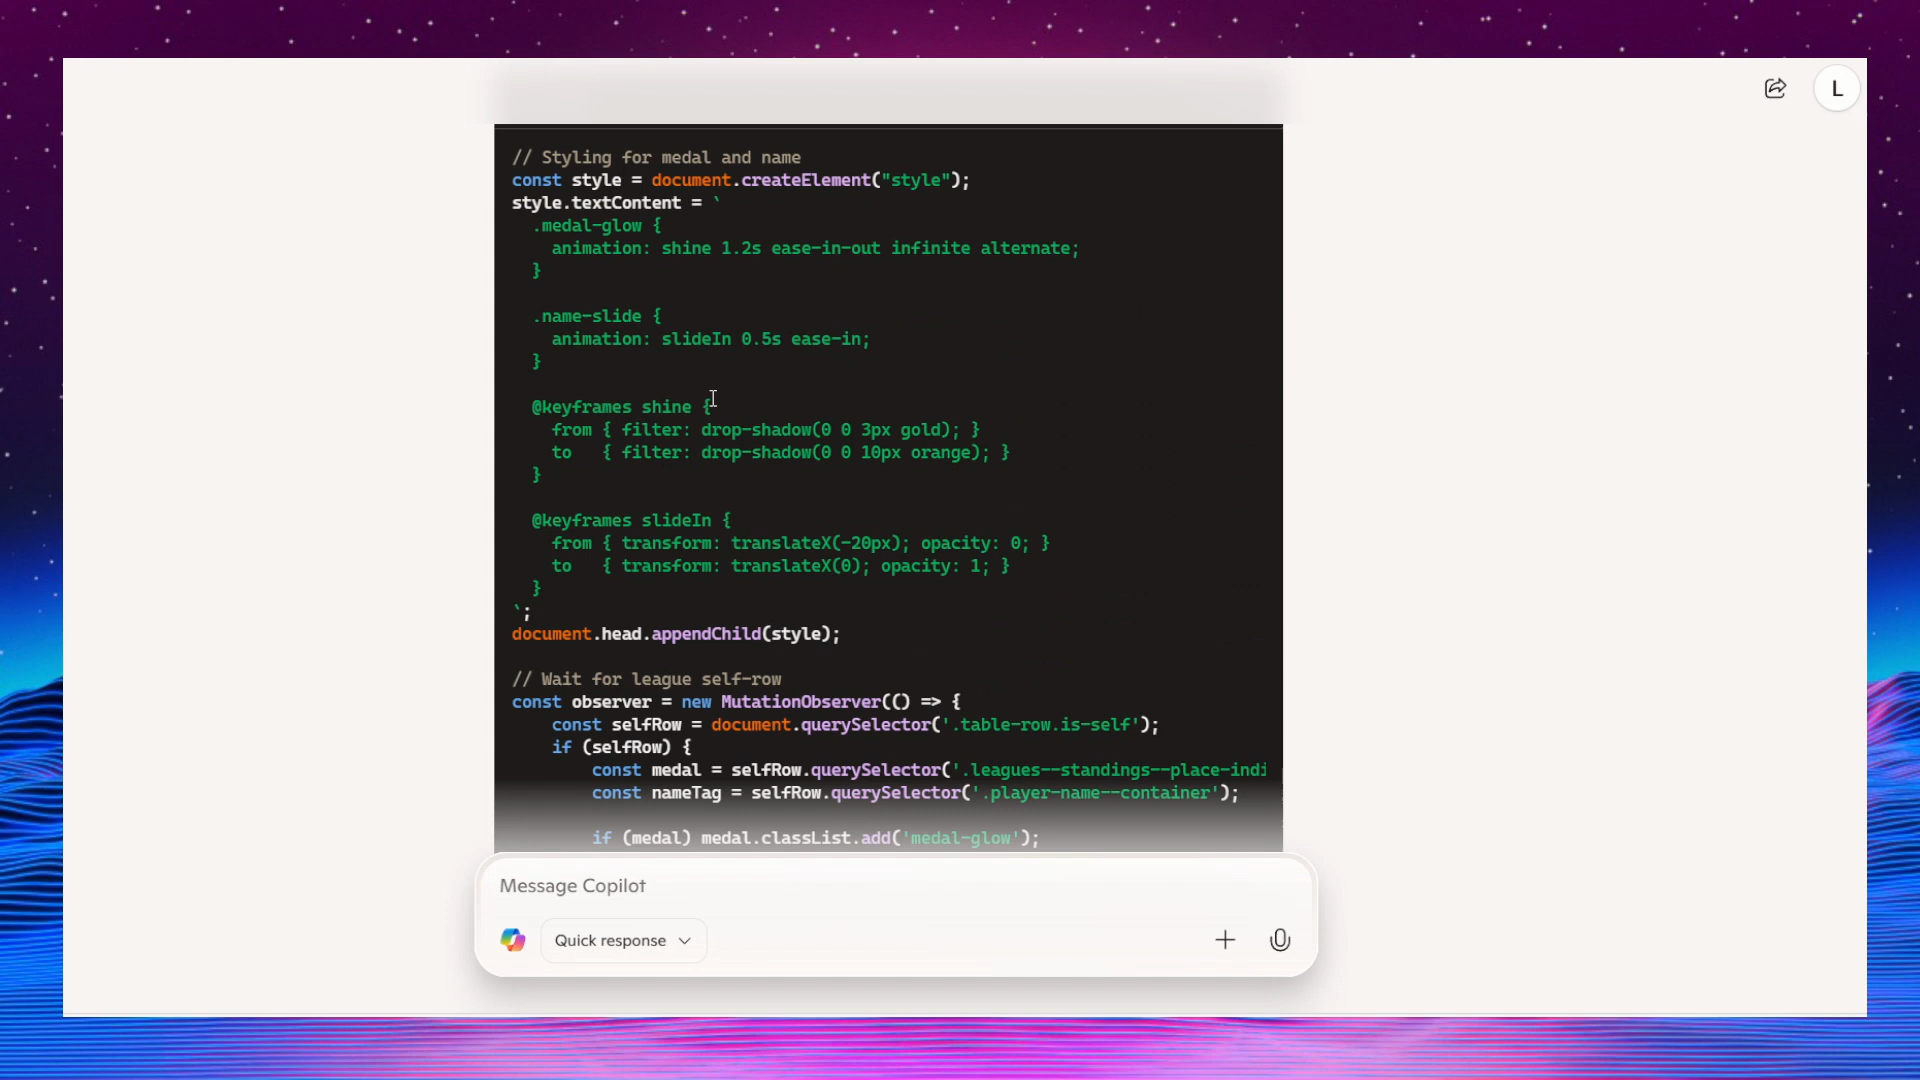 L
// Styling for medal and name
const style = document.createElement("style");
style.textContent = `
  .medal-glow {
    animation: shine 1.2s ease-in-out infinite alternate;
  }

  .name-slide {
    animation: slideIn 0.5s ease-in;
  }

  @keyframes shine {
    from { filter: drop-shadow(0 0 3px gold); }
    to   { filter: drop-shadow(0 0 10px orange); }
  }

  @keyframes slideIn {
    from { transform: translateX(-20px); opacity: 0; }
    to   { transform: translateX(0); opacity: 1; }
  }
`;
document.head.appendChild(style);

// Wait for league self-row
const observer = new MutationObserver(() => {
    const selfRow = document.querySelector('.table-row.is-self');
    if (selfRow) {
        const medal = selfRow.querySelector('.leagues--standings--place-indi
        const nameTag = selfRow.querySelector('.player-name--container');

        if (medal) medal.classList.add('medal-glow');
Message Copilot
Quick response